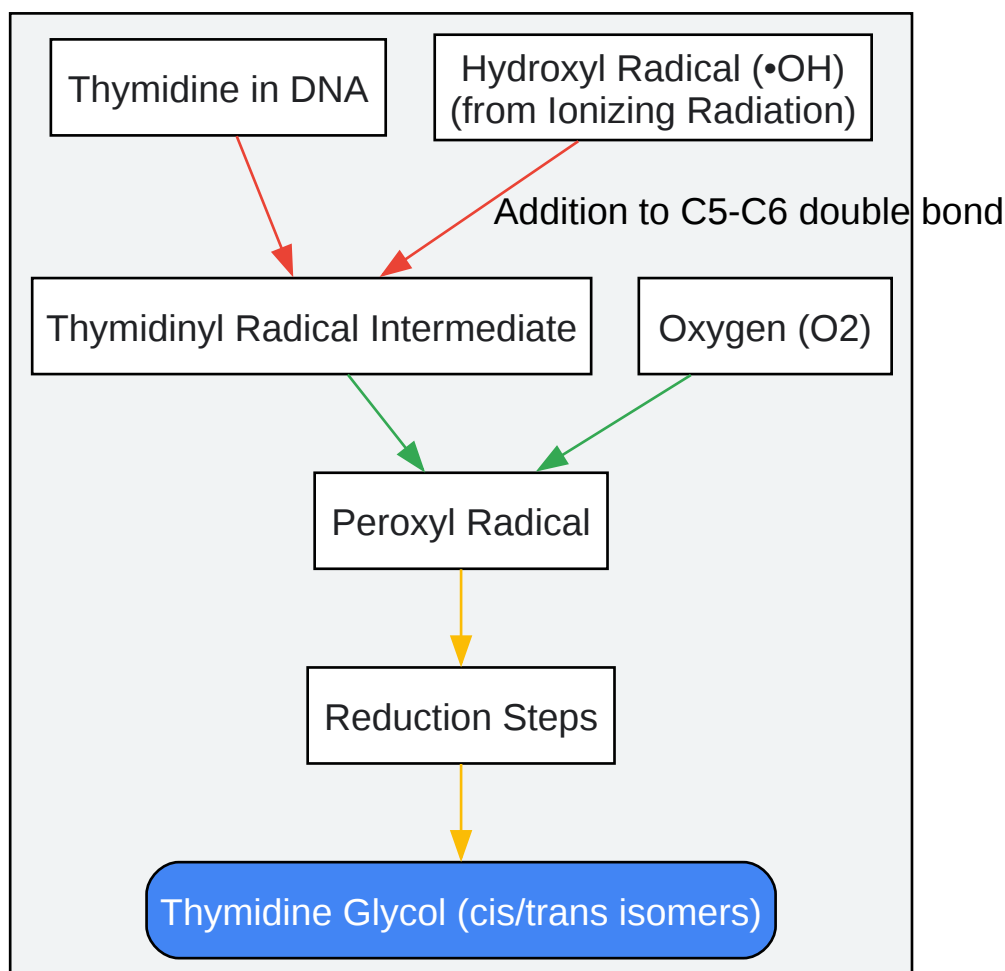 Thymidine in DNA
Hydroxyl Radical (•OH)
(from Ionizing Radiation)
Addition to C5-C6 double bond
Thymidinyl Radical Intermediate
Oxygen (O2)
Peroxyl Radical
Reduction Steps
Thymidine Glycol (cis/trans isomers)